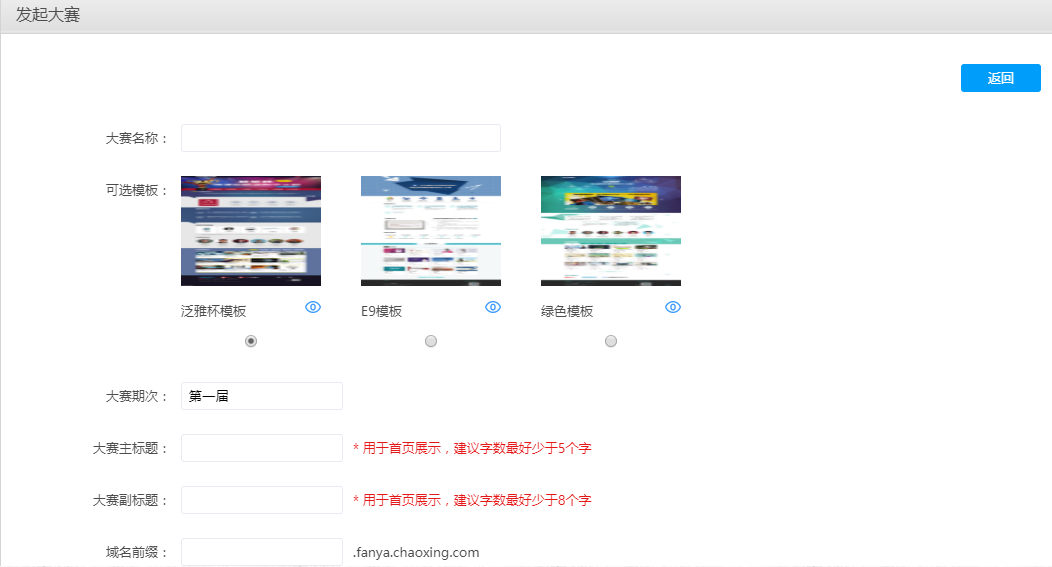 发起大赛
返回
大赛名称：
可选模板：
泛雅杯模板
E9模板
绿色模板
大赛期次： 第一届
大赛主标题： * 用于首页展示，建议字数最好少于5个字
大赛副标题： * 用于首页展示，建议字数最好少于8个字
域名前缀： .fanya.chaoxing.com